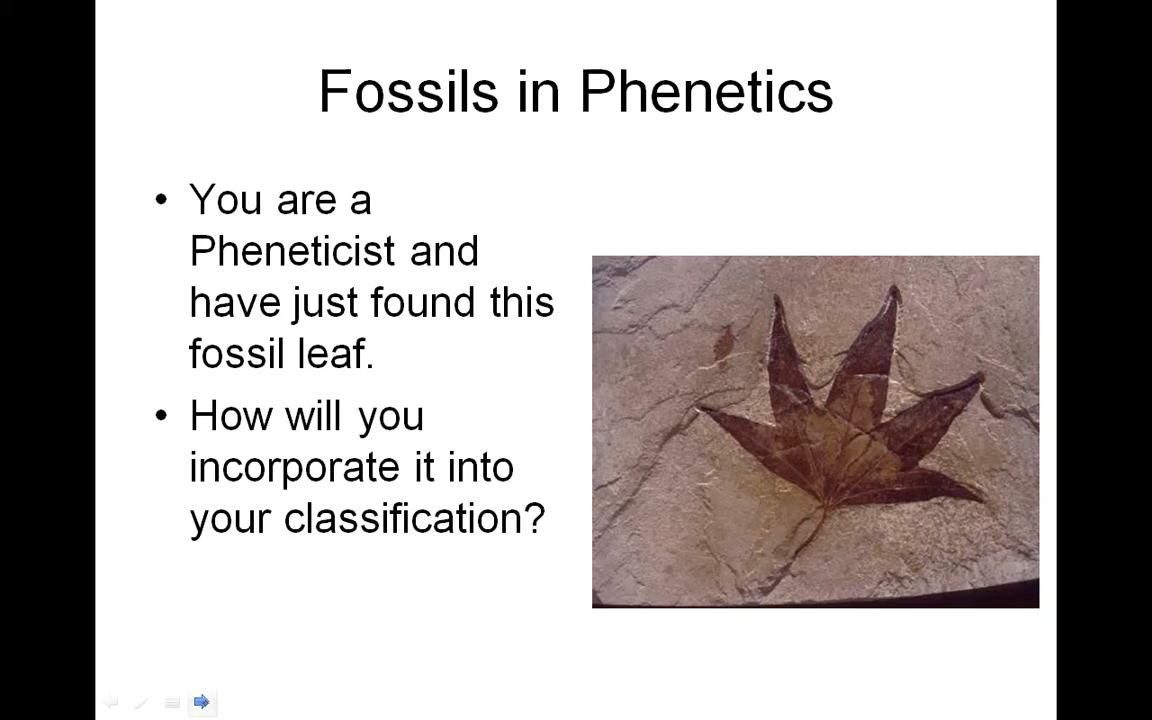 Fossils in Phenetics
• You are a
Pheneticist and
have just found this
fossil leaf.
• How will you
incorporate it into
your classification?